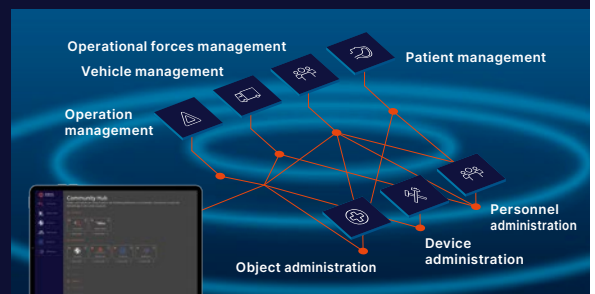 Operational forces management
Vehicle management
Patient management
Operation
management
Community Hub
Personnel
administration
Device
administration
Object administration